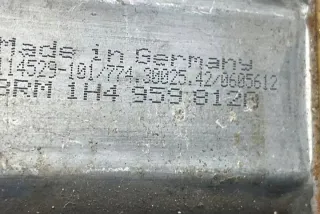 Made in Germany
114529-101/774.30025.42/0605612
BRM 1H4 959 812